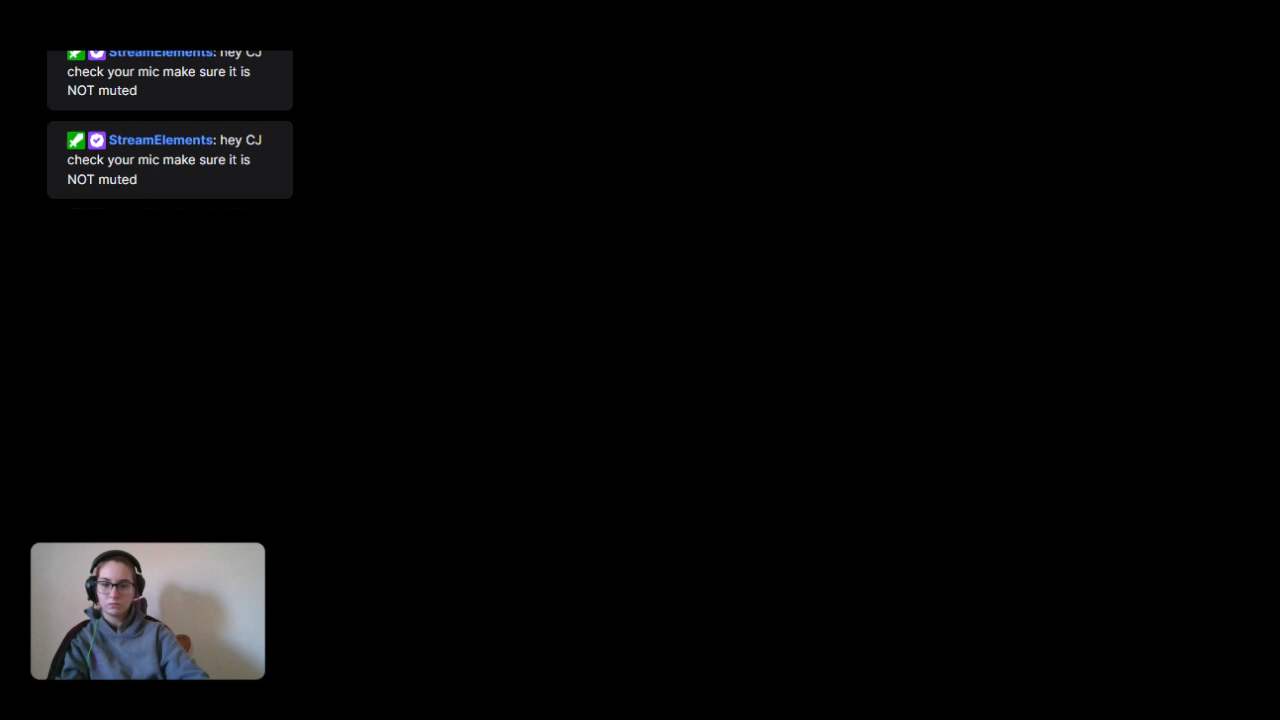 StreamElements: hey CJ
check your mic make sure it is
NOT muted
StreamElements: hey CJ
check your mic make sure it is
NOT muted